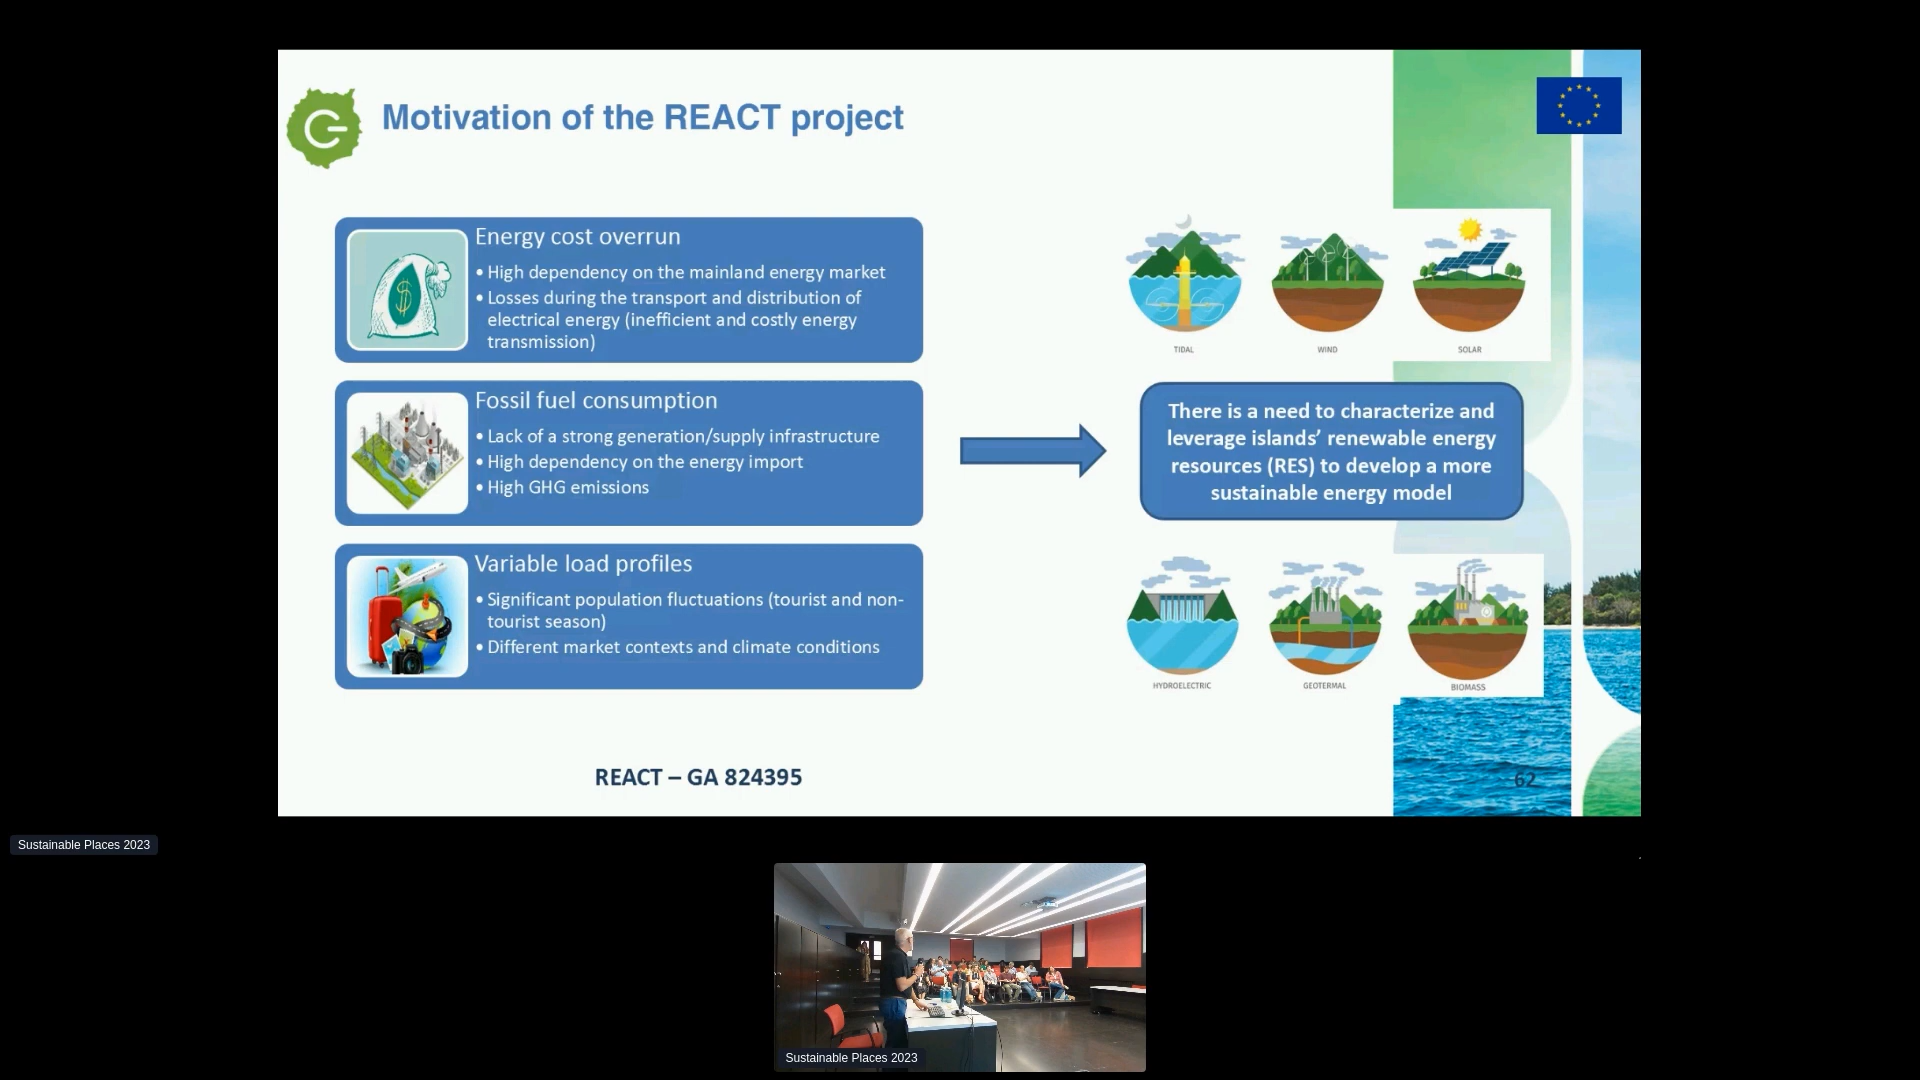 Motivation of the REACT project
Energy cost overrun
• High dependency on the mainland energy market
• Losses during the transport and distribution of
electrical energy (inefficient and costly energy
transmission)
Fossil fuel consumption
• Lack of a strong generation/supply infrastructure
• High dependency on the energy import
• High GHG emissions
Variable load profiles
• Significant population fluctuations (tourist and non-
tourist season)
• Different market contexts and climate conditions
TIDAL
WIND
SOLAR
There is a need to characterize and
leverage islands’ renewable energy
resources (RES) to develop a more
sustainable energy model
HYDROELECTRIC
GEOTERMAL
BIOMASS
REACT – GA 824395
62
Sustainable Places 2023
Sustainable Places 2023